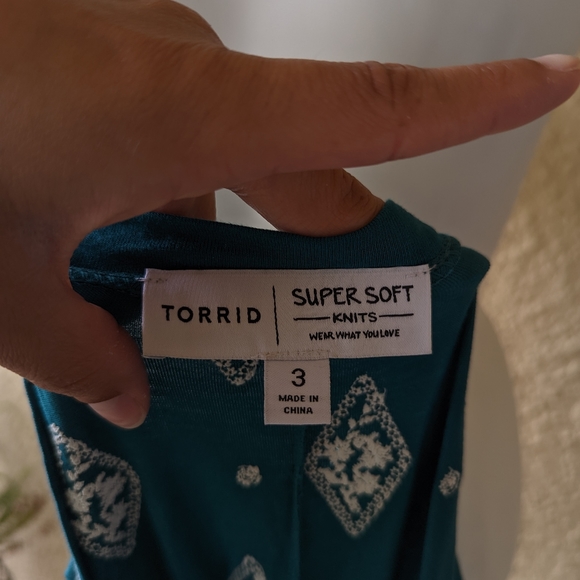 TORRID
SUPER SOFT
KNITS
WEAR WHAT YOU LOVE
3
MADE IN
CHINA